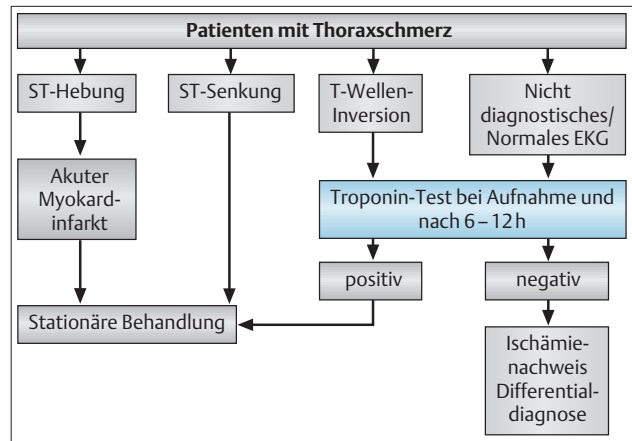 Patienten mit Thoraxschmerz
ST-Hebung
ST-Senkung
T-Wellen-
Inversion
Nicht
diagnostisches/
Normales EKG
Akuter
Myokard-
infarkt
Troponin-Test bei Aufnahme und
nach 6–12 h
positiv
negativ
Stationäre Behandlung
Ischämie-
nachweis
Differential-
diagnose